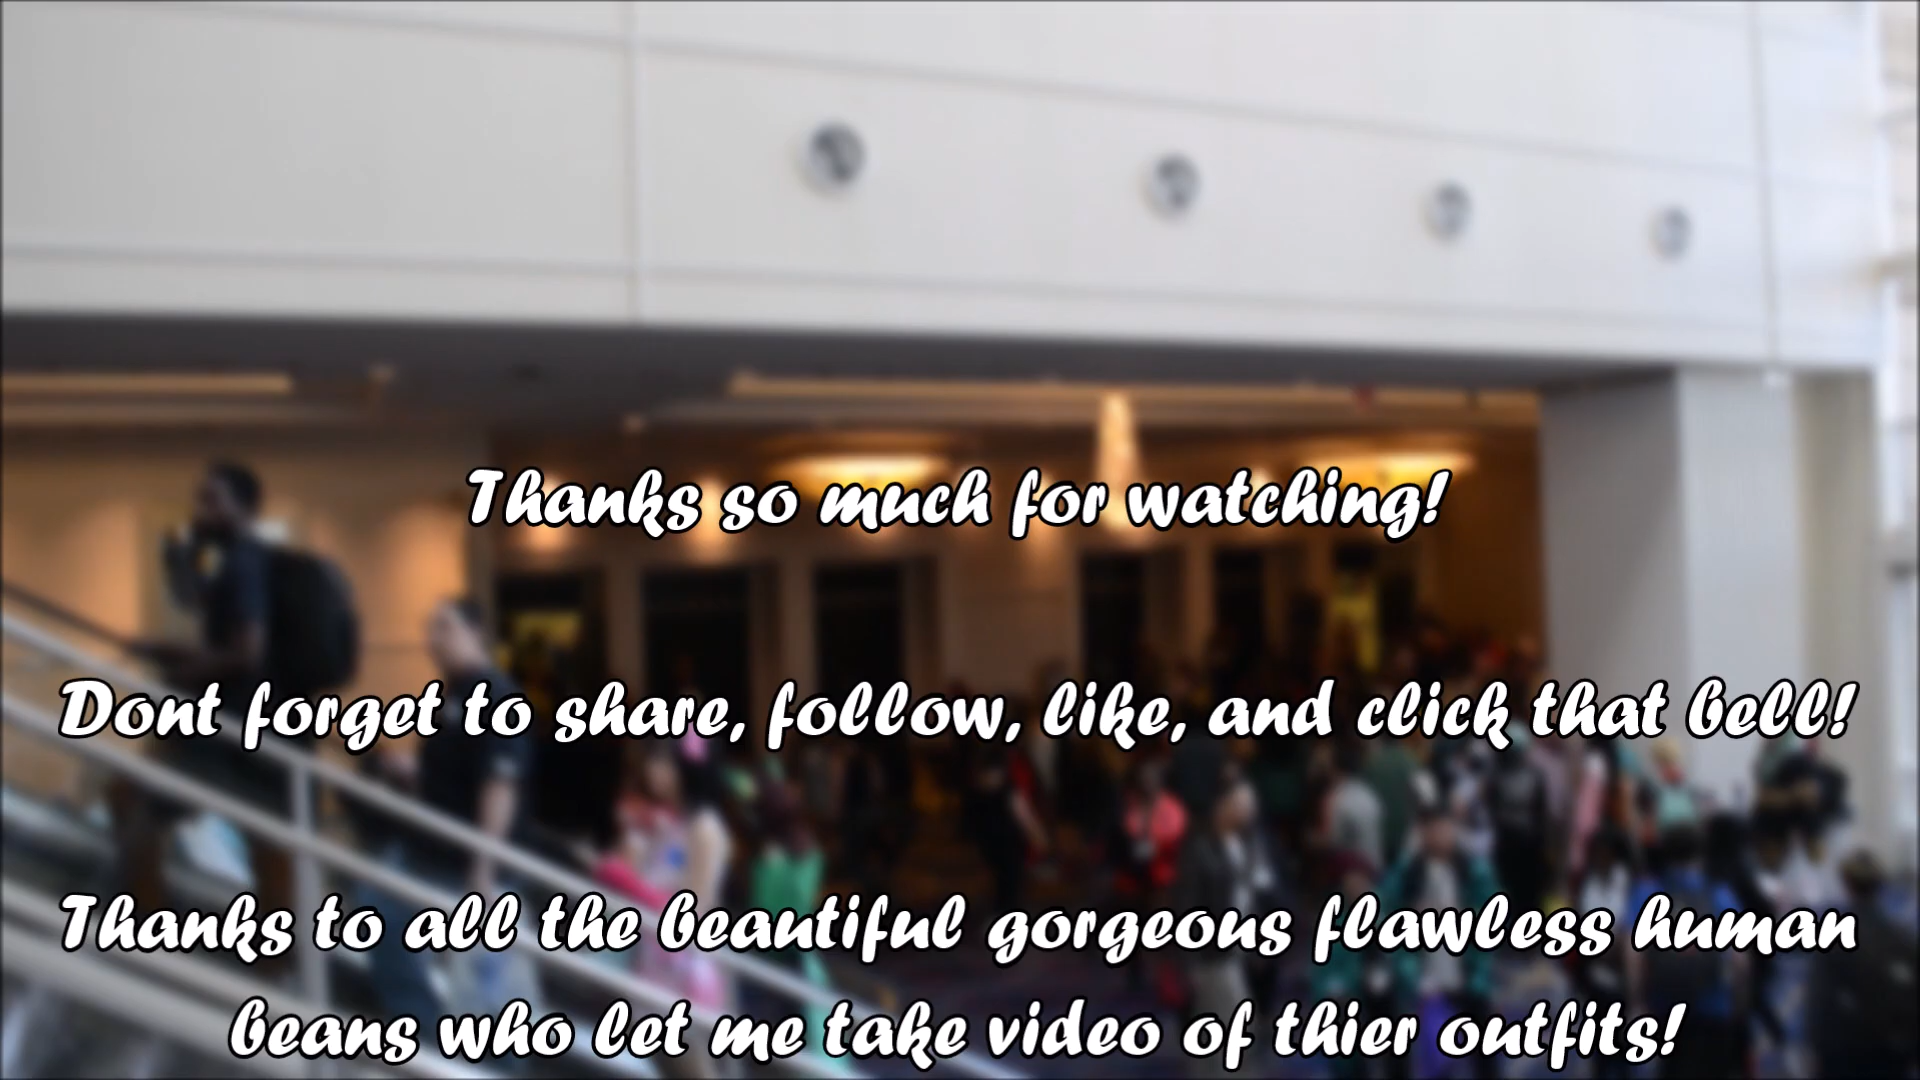 Thanks so much for watching!
Dont forget to share, follow, like, and click that bell!
Thanks to all the beautiful gorgeous flawless human
beans who let me take video of thier outfits!